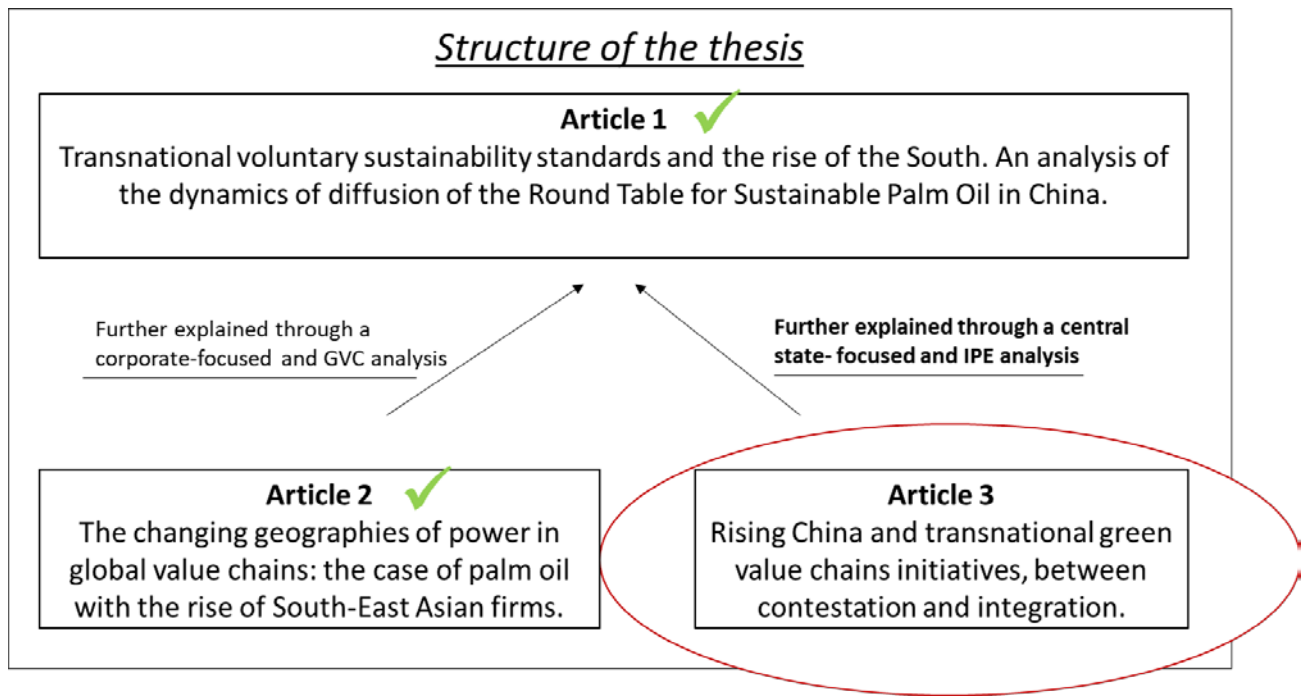 Structure of the thesis
Article 1
Transnational voluntary sustainability standards and the rise of the South. An analysis of
the dynamics of diffusion of the Round Table for Sustainable Palm Oil in China.
Further explained through a
corporate-focused and GVC analysis
Further explained through a central
state- focused and IPE analysis
Article 2
The changing geographies of power in
global value chains: the case of palm oil
with the rise of South-East Asian firms.
Article 3
Rising China and transnational green
value chains initiatives, between
contestation and integration.